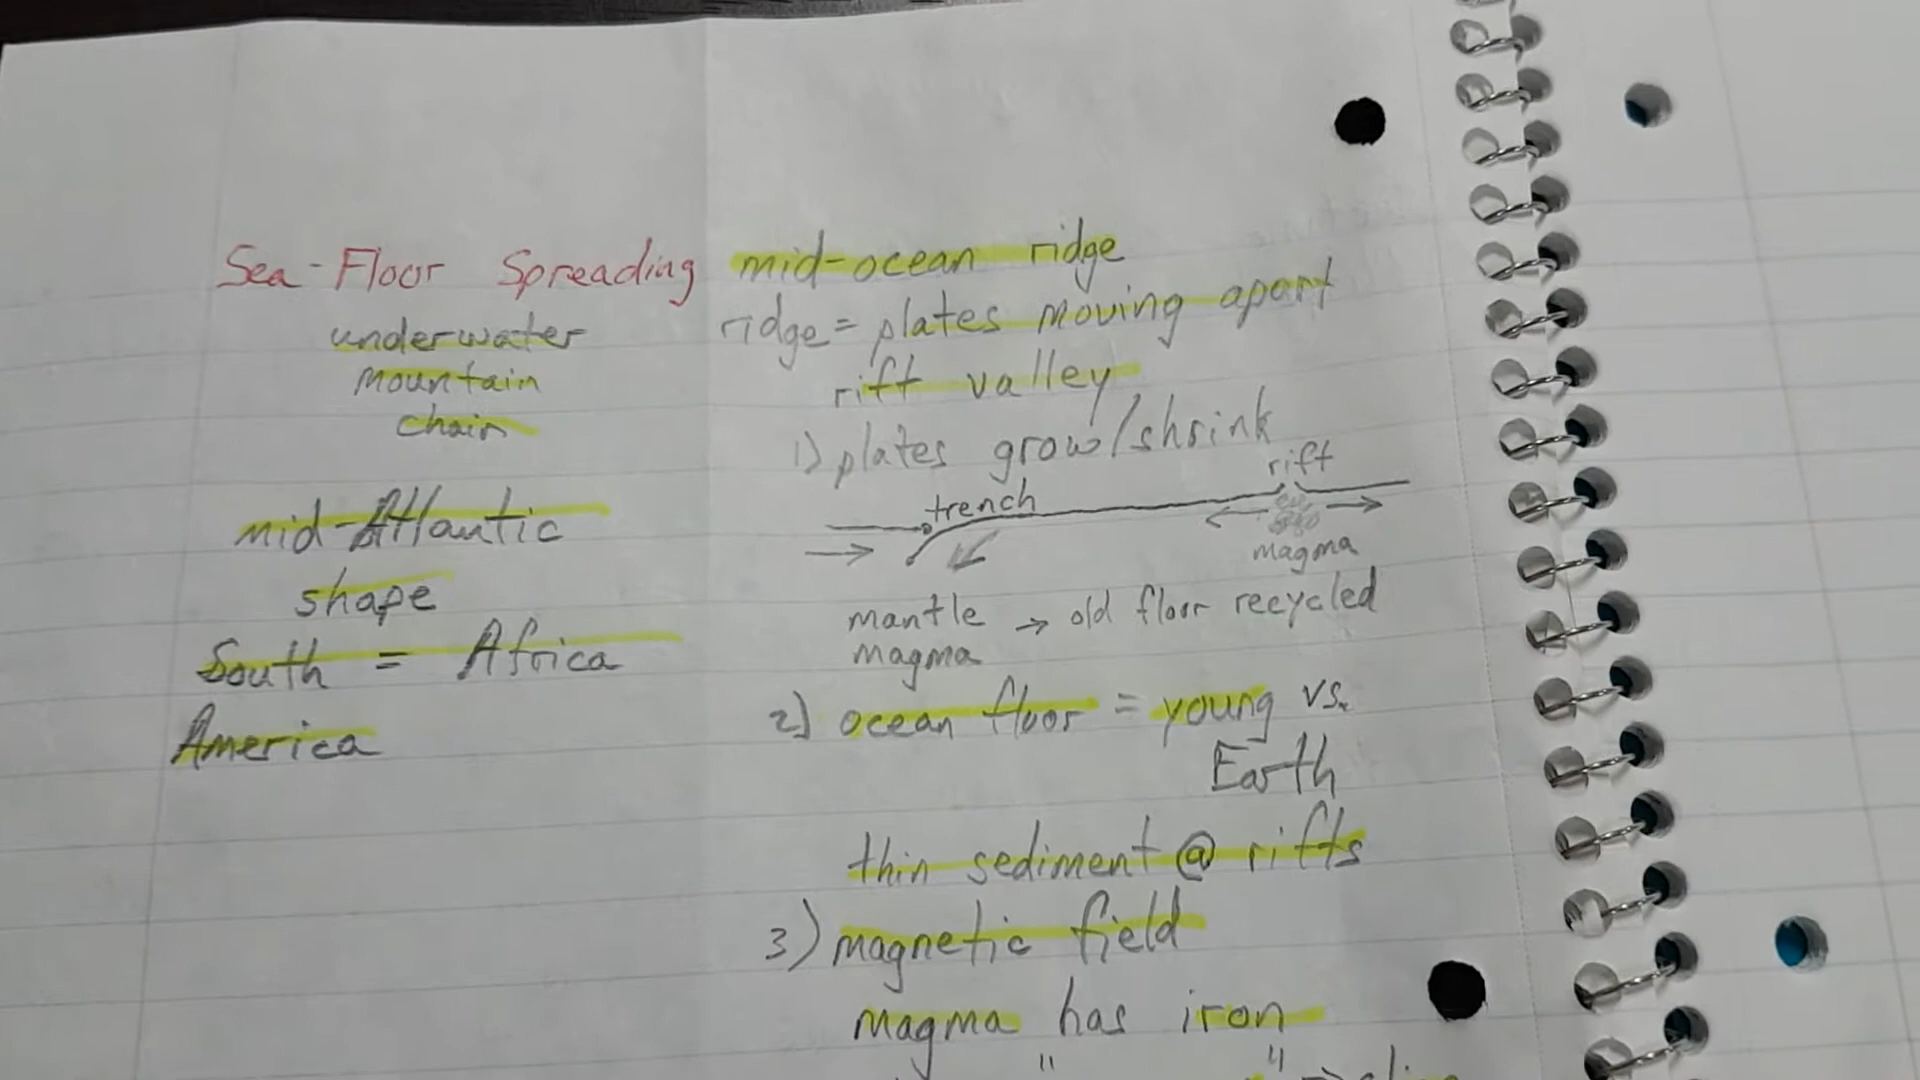 Sea-Floor Spreading
underwater
mountain
chain
mid-Atlantic
shape
South = Africa
America
mid-ocean ridge
ridge = plates moving apart
rift valley
1) plates grow/shrink
rift
trench
magma
mantle → old floor recycled
magma
2) ocean floor = young vs.
Earth
thin sediment @ rifts
3) magnetic field
magma has iron
" " →